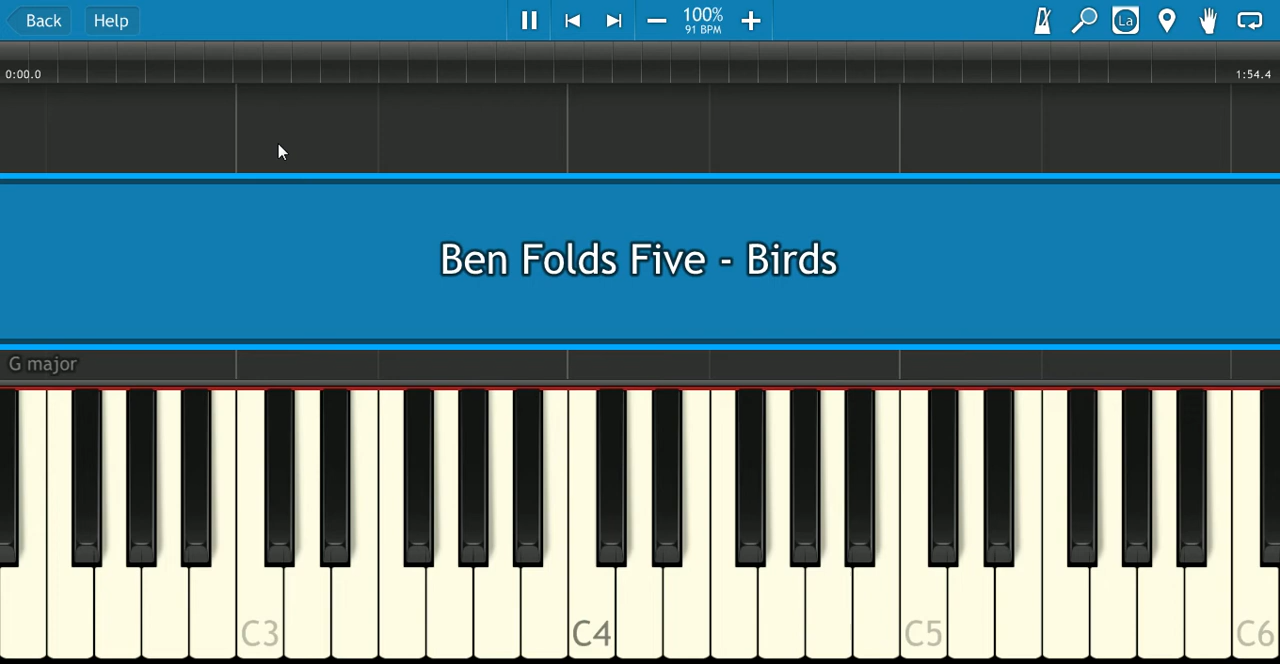 Back Help 100% La
91 BPM
0:00.0 1:54.4
Ben Folds Five - Birds
G major
C3 C4 C5 C6